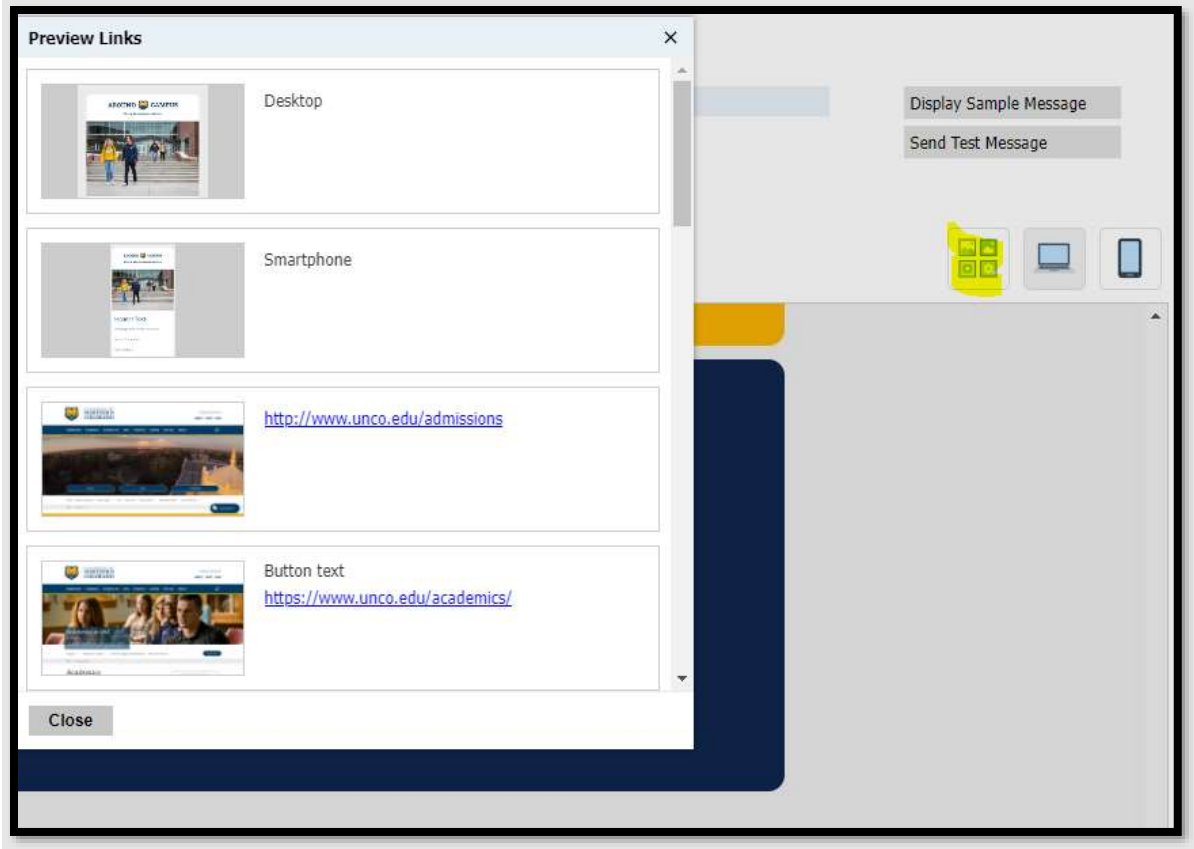 Preview Links
Desktop
Smartphone
http://www.unco.edu/admissions
Button text
https://www.unco.edu/academics/
Close
Display Sample Message
Send Test Message